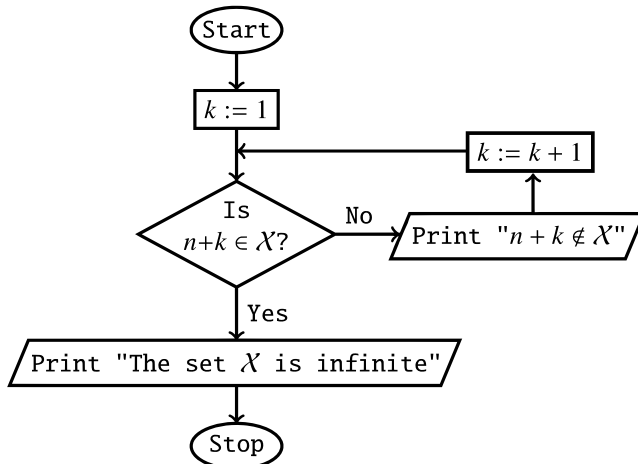 Start
k := 1
k := k + 1
Is
n+k ∈ 𝒳?
No
Print "n + k ∉ 𝒳"
Yes
Print "The set 𝒳 is infinite"
Stop